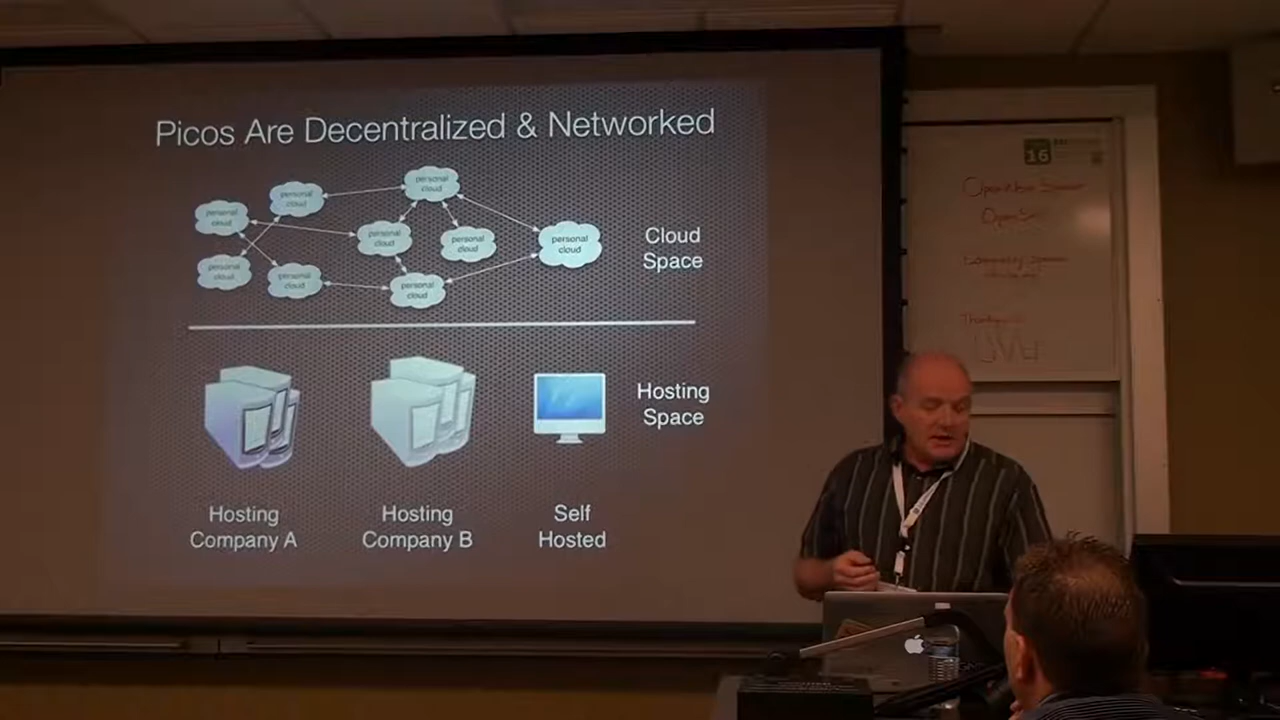 Picos Are Decentralized & Networked
personal
cloud
personal
cloud
personal
cloud
personal
cloud
personal
cloud
personal
cloud
personal
cloud
personal
cloud
personal
cloud
Cloud
Space
Hosting
Space
Hosting
Company A
Hosting
Company B
Self
Hosted
16